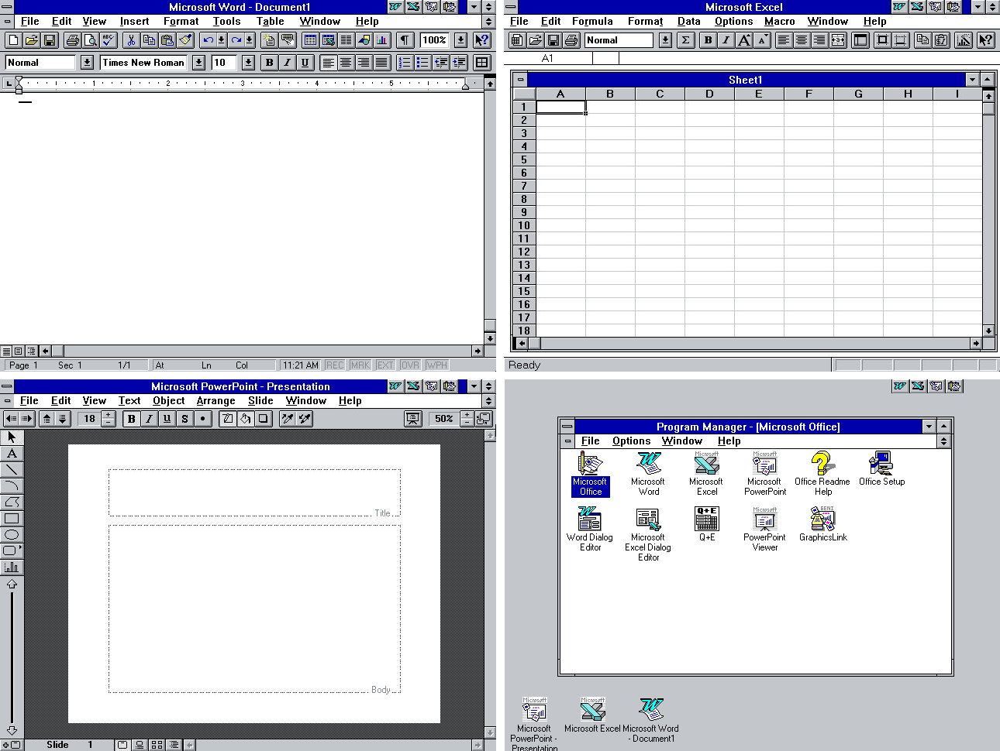 Microsoft Word - Document1
File Edit View Insert Format Tools Table Window Help
100%
Normal Times New Roman 10 B I U
1 2 3 4 5
Page 1 Sec 1 1/1 At Ln Col 11:21 AM REC MRK EXT OVR WPH
Microsoft Excel
File Edit Formula Format Data Options Macro Window Help
Normal Σ B I A A
A1
Sheet1
A B C D E F G H I
1
2
3
4
5
6
7
8
9
10
11
12
13
14
15
16
17
18
Ready
Microsoft PowerPoint - Presentation
File Edit View Text Object Arrange Slide Window Help
18 B I U S 50%
A
Title
Body
Slide 1
Program Manager - [Microsoft Office]
File Options Window Help
Microsoft
Office
Microsoft
Word
Microsoft
Microsoft
Excel
Microsoft
Microsoft
PowerPoint
Office Readme
Help
Office Setup
Word Dialog
Editor
Microsoft
Excel Dialog
Editor
Q+E
Q+E
Microsoft
PowerPoint
Viewer
GENI
GraphicsLink
Microsoft
Microsoft
PowerPoint -
Presentation
Microsoft
Microsoft Excel
Microsoft Word
- Document1